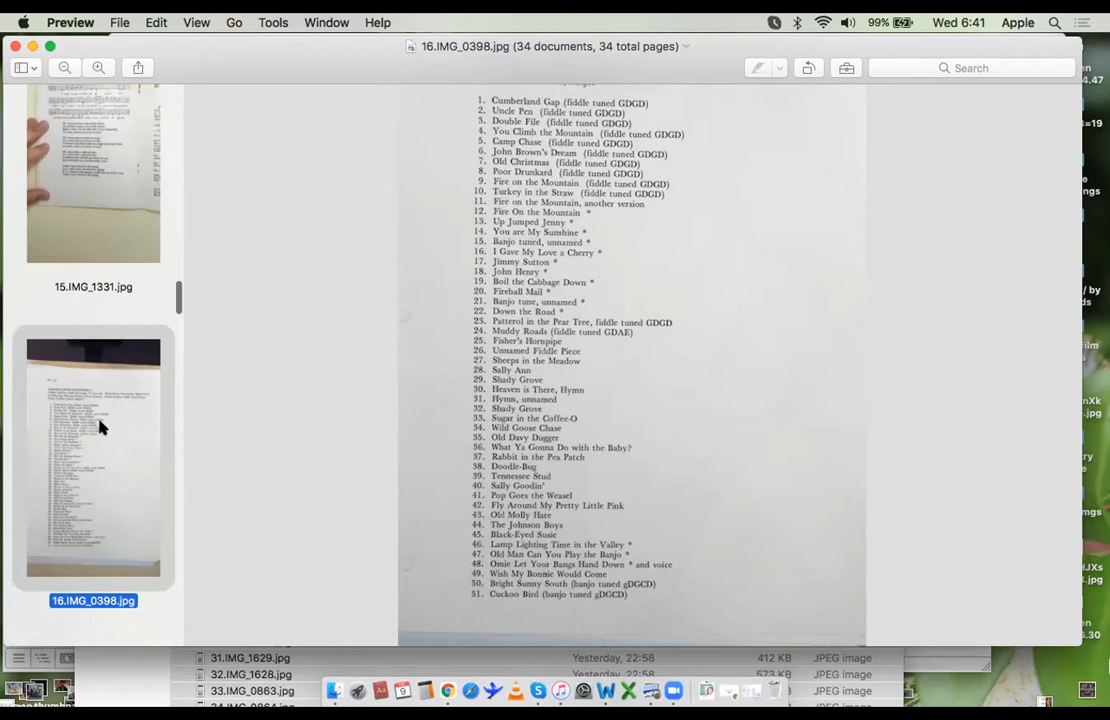 Preview File Edit View Go Tools Window Help 99% Wed 6:41 Apple
16.IMG_0398.jpg (34 documents, 34 total pages)
Search
1. Cumberland Gap (fiddle tuned GDGD)
2. Uncle Pen (fiddle tuned GDGD)
3. Double File (fiddle tuned GDGD)
4. You Climb the Mountain (fiddle tuned GDGD)
5. Camp Chase (fiddle tuned GDGD)
6. John Brown's Dream (fiddle tuned GDGD)
7. Old Christmas (fiddle tuned GDGD)
8. Poor Drunkard (fiddle tuned GDGD)
9. Fire on the Mountain (fiddle tuned GDGD)
10. Turkey in the Straw (fiddle tuned GDGD)
11. Fire on the Mountain, another version
12. Fire On the Mountain *
13. Up Jumped Jenny *
14. You are My Sunshine *
15. Banjo tuned, unnamed *
16. I Gave My Love a Cherry *
17. Jimmy Sutton *
18. John Henry *
19. Boil the Cabbage Down *
20. Fireball Mail *
21. Banjo tune, unnamed *
22. Down the Road *
23. Patterol in the Pear Tree, fiddle tuned GDGD
24. Muddy Roads (fiddle tuned GDAE)
25. Fisher's Hornpipe
26. Unnamed Fiddle Piece
27. Sheeps in the Meadow
28. Sally Ann
29. Shady Grove
30. Heaven is There, Hymn
31. Hymn, unnamed
32. Shady Grove
33. Sugar in the Coffee-O
34. Wild Goose Chase
35. Old Davy Dugger
36. What Ya Gonna Do with the Baby?
37. Rabbit in the Pea Patch
38. Doodle-Bug
39. Tennessee Stud
40. Sally Goodin'
41. Pop Goes the Weasel
42. Fly Around My Pretty Little Pink
43. Old Molly Hare
44. The Johnson Boys
45. Black-Eyed Susie
46. Lamp Lighting Time in the Valley *
47. Old Man Can You Play the Banjo *
48. Omie Let Your Bangs Hand Down * and voice
49. Wish My Bonnie Would Come
50. Bright Sunny South (banjo tuned gDGCD)
51. Cuckoo Bird (banjo tuned gDGCD)
15.IMG_1331.jpg
16.IMG_0398.jpg
31.IMG_1629.jpg Yesterday, 22:58 412 KB JPEG image
32.IMG_1628.jpg Yesterday, 22:58 573 KB JPEG image
33.IMG_0863.jpg